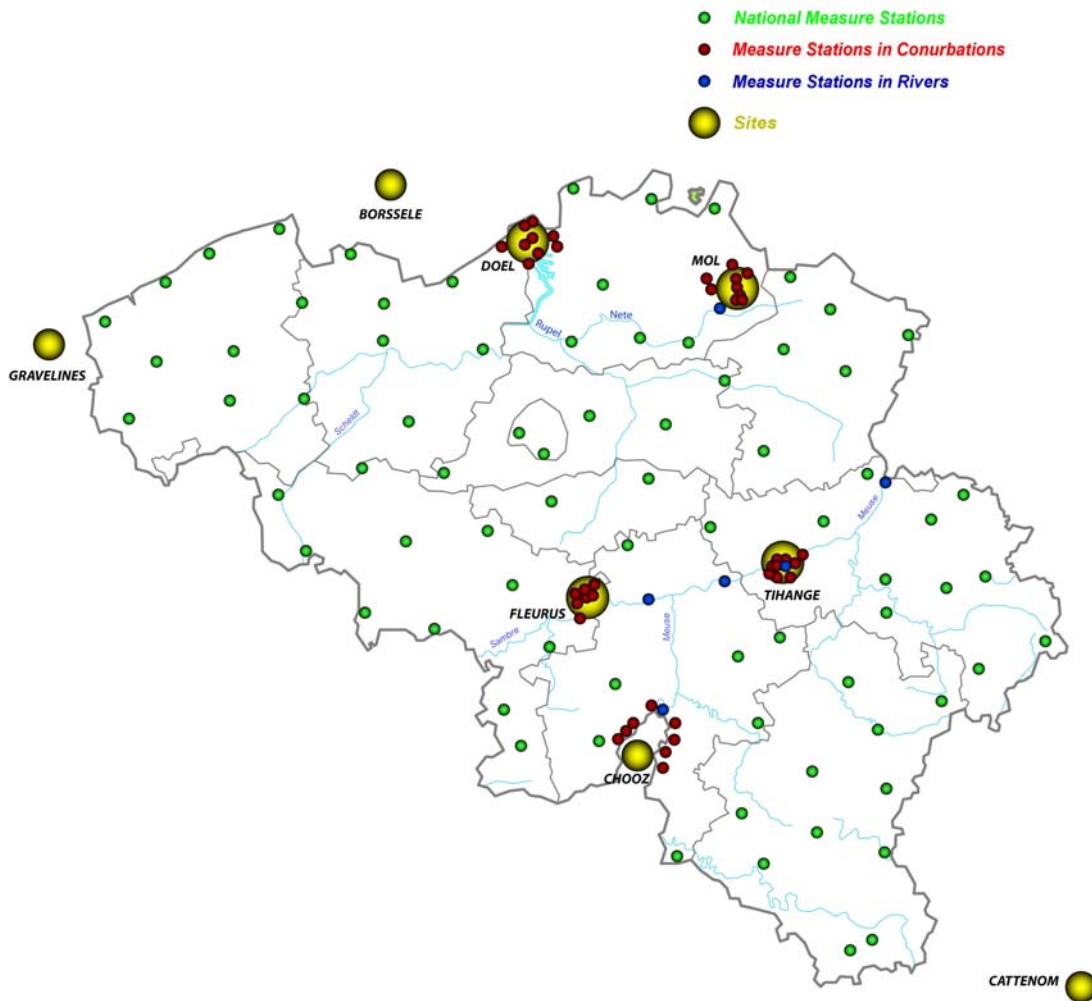 National Measure Stations
Measure Stations in Conurbations
Measure Stations in Rivers
Sites
BORSSELE
DOEL
MOL
GRAVELINES
Rupel
Nete
Scheldt
Meuse
TIHANGE
FLEURUS
Sambre
Meuse
CHOOZ
CATTENOM